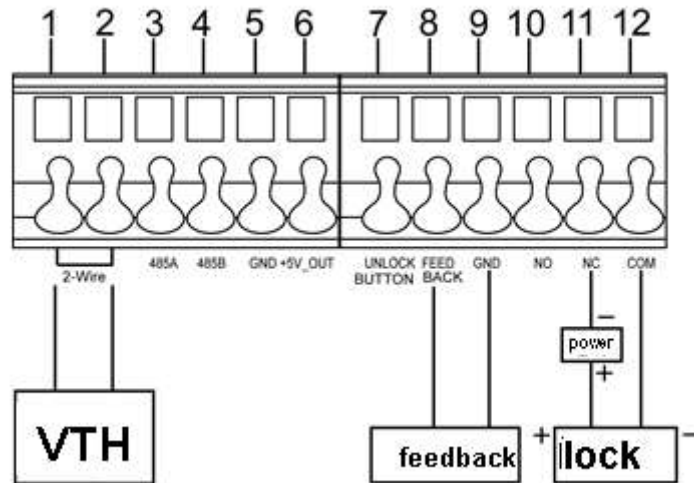 1 2 3 4 5 6 7 8 9 10 11 12
2-Wire 485A 485B GND +5V_OUT UNLOCK BUTTON FEED BACK GND NO NC COM
−
power
+
VTH
feedback
+ lock −